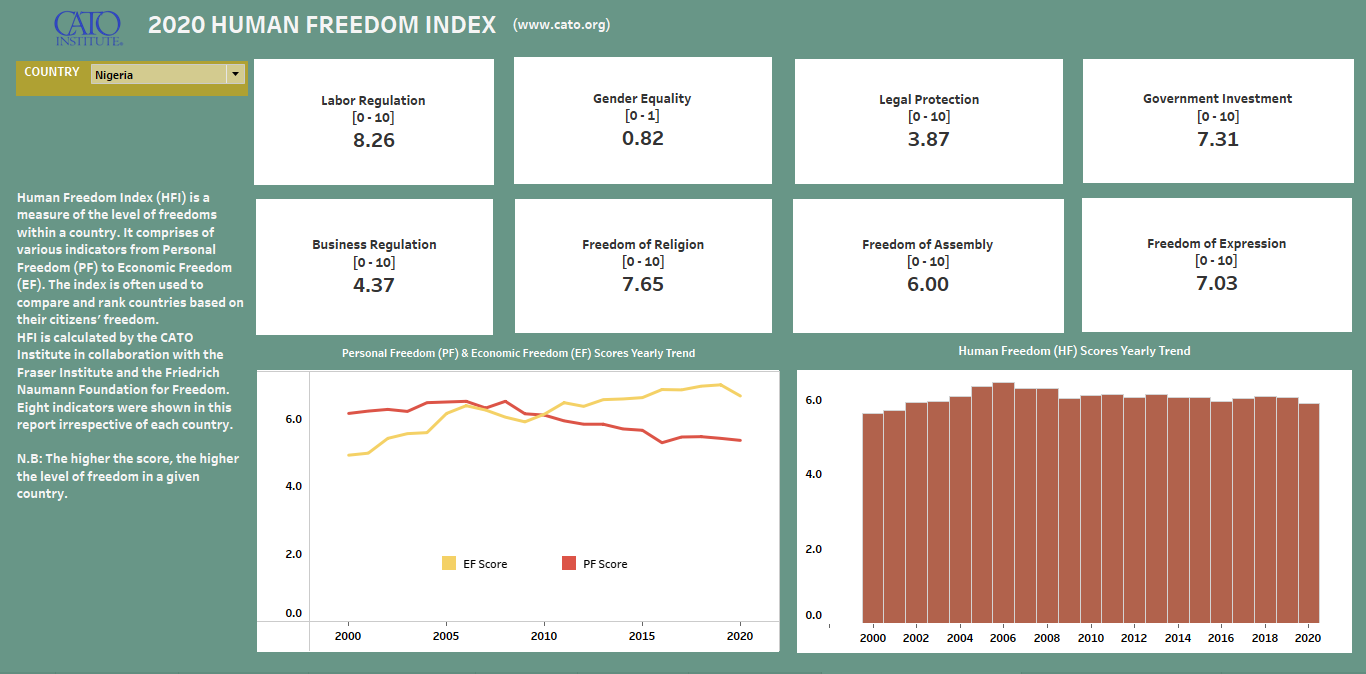 CATO
INSTITUTE
2020 HUMAN FREEDOM INDEX (www.cato.org)
COUNTRY Nigeria
Labor Regulation
[0 - 10]
8.26
Gender Equality
[0 - 1]
0.82
Legal Protection
[0 - 10]
3.87
Government Investment
[0 - 10]
7.31
Human Freedom Index (HFI) is a
measure of the level of freedoms
within a country. It comprises of
various indicators from Personal
Freedom (PF) to Economic Freedom
(EF). The index is often used to
compare and rank countries based on
their citizens’ freedom.
HFI is calculated by the CATO
Institute in collaboration with the
Fraser Institute and the Friedrich
Naumann Foundation for Freedom.
Eight indicators were shown in this
report irrespective of each country.
N.B: The higher the score, the higher
the level of freedom in a given
country.
Business Regulation
[0 - 10]
4.37
Freedom of Religion
[0 - 10]
7.65
Freedom of Assembly
[0 - 10]
6.00
Freedom of Expression
[0 - 10]
7.03
Personal Freedom (PF) & Economic Freedom (EF) Scores Yearly Trend
6.0
4.0
2.0
0.0
EF Score
PF Score
2000 2005 2010 2015 2020
Human Freedom (HF) Scores Yearly Trend
6.0
4.0
2.0
0.0
2000 2002 2004 2006 2008 2010 2012 2014 2016 2018 2020